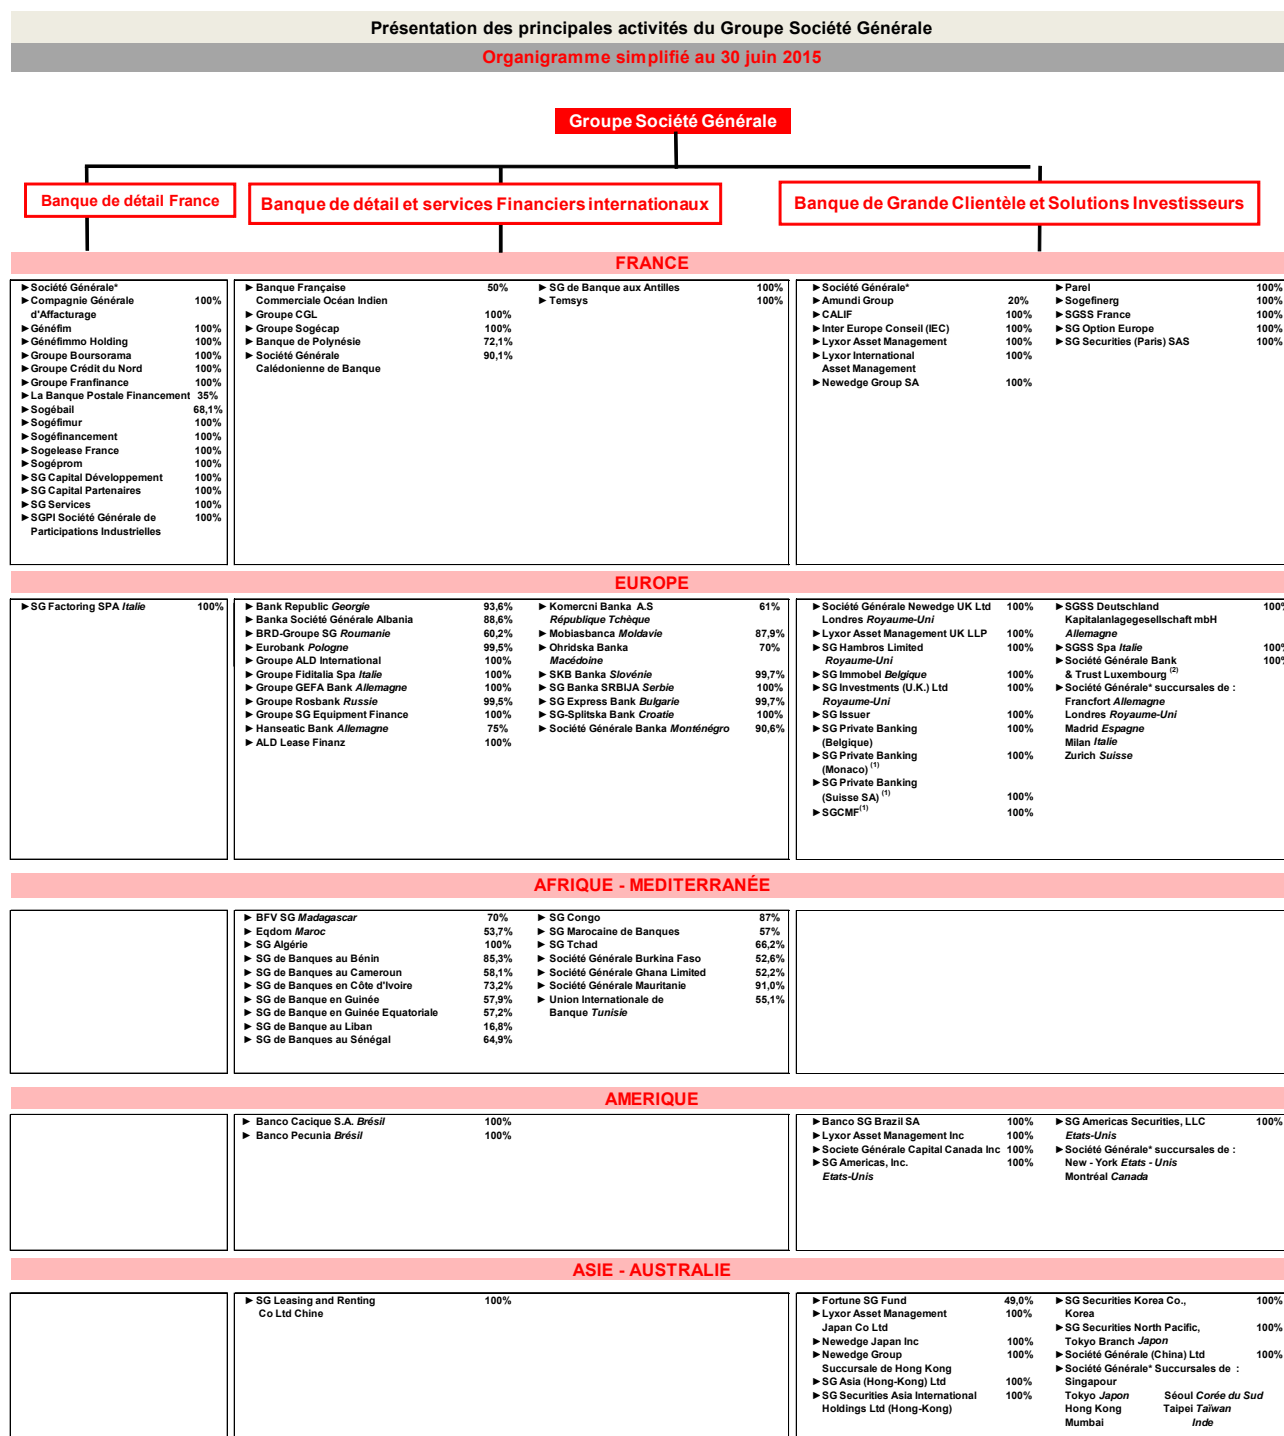 Présentation des principales activités du Groupe Société Générale
Organigramme simplifié au 30 juin 2015
Groupe Société Générale
Banque de détail France
Banque de détail et services Financiers internationaux
Banque de Grande Clientèle et Solutions Investisseurs
FRANCE
►Société Générale*
►Compagnie Générale 100%
d'Affacturage
►Généfim 100%
►Généfimmo Holding 100%
►Groupe Boursorama 100%
►Groupe Crédit du Nord 100%
►Groupe Franfinance 100%
►La Banque Postale Financement 35%
►Sogébail 68,1%
►Sogéfimur 100%
►Sogéfinancement 100%
►Sogelease France 100%
►Sogéprom 100%
►SG Capital Développement 100%
►SG Capital Partenaires 100%
►SG Services 100%
►SGPI Société Générale de 100%
Participations Industrielles
► Banque Française 50%
Commerciale Océan Indien
► Groupe CGL 100%
► Groupe Sogécap 100%
► Banque de Polynésie 72,1%
► Société Générale 90,1%
Calédonienne de Banque
► SG de Banque aux Antilles 100%
► Temsys 100%
►Société Générale*
►Amundi Group 20%
►CALIF 100%
►Inter Europe Conseil (IEC) 100%
►Lyxor Asset Management 100%
►Lyxor International 100%
Asset Management
►Newedge Group SA 100%
►Parel 100%
►Sogefinerg 100%
►SGSS France 100%
►SG Option Europe 100%
►SG Securities (Paris) SAS 100%
EUROPE
►SG Factoring SPA Italie 100%
► Bank Republic Georgie 93,6%
► Banka Société Générale Albania 88,6%
► BRD-Groupe SG Roumanie 60,2%
► Eurobank Pologne 99,5%
► Groupe ALD International 100%
► Groupe Fiditalia Spa Italie 100%
► Groupe GEFA Bank Allemagne 100%
► Groupe Rosbank Russie 99,5%
► Groupe SG Equipment Finance 100%
► Hanseatic Bank Allemagne 75%
► ALD Lease Finanz 100%
► Komercni Banka A.S 61%
République Tchèque
► Mobiasbanca Moldavie 87,9%
► Ohridska Banka 70%
Macédoine
► SKB Banka Slovénie 99,7%
► SG Banka SRBIJA Serbie 100%
► SG Express Bank Bulgarie 99,7%
► SG-Splitska Bank Croatie 100%
► Société Générale Banka Monténégro 90,6%
►Société Générale Newedge UK Ltd 100%
Londres Royaume-Uni
►Lyxor Asset Management UK LLP 100%
►SG Hambros Limited 100%
Royaume-Uni
►SG Immobel Belgique 100%
►SG Investments (U.K.) Ltd 100%
Royaume-Uni
►SG Issuer 100%
►SG Private Banking 100%
(Belgique)
►SG Private Banking 100%
(Monaco) (1)
►SG Private Banking
(Suisse SA) (1) 100%
►SGCMF(1) 100%
►SGSS Deutschland 100%
Kapitalanlagegesellschaft mbH
Allemagne
►SGSS Spa Italie 100%
►Société Générale Bank 100%
& Trust Luxembourg (2)
►Société Générale* succursales de :
Francfort Allemagne
Londres Royaume-Uni
Madrid Espagne
Milan Italie
Zurich Suisse
AFRIQUE - MEDITERRANÉE
► BFV SG Madagascar 70%
► Eqdom Maroc 53,7%
► SG Algérie 100%
► SG de Banques au Bénin 85,3%
► SG de Banques au Cameroun 58,1%
► SG de Banques en Côte d'Ivoire 73,2%
► SG de Banque en Guinée 57,9%
► SG de Banque en Guinée Equatoriale 57,2%
► SG de Banque au Liban 16,8%
► SG de Banques au Sénégal 64,9%
► SG Congo 87%
► SG Marocaine de Banques 57%
► SG Tchad 66,2%
► Société Générale Burkina Faso 52,6%
► Société Générale Ghana Limited 52,2%
► Société Générale Mauritanie 91,0%
► Union Internationale de 55,1%
Banque Tunisie
AMERIQUE
► Banco Cacique S.A. Brésil 100%
► Banco Pecunia Brésil 100%
►Banco SG Brazil SA 100%
►Lyxor Asset Management Inc 100%
►Societe Générale Capital Canada Inc 100%
►SG Americas, Inc. 100%
Etats-Unis
►SG Americas Securities, LLC 100%
Etats-Unis
►Société Générale* succursales de :
New - York Etats - Unis
Montréal Canada
ASIE - AUSTRALIE
► SG Leasing and Renting 100%
Co Ltd Chine
►Fortune SG Fund 49,0%
►Lyxor Asset Management 100%
Japan Co Ltd
►Newedge Japan Inc 100%
►Newedge Group 100%
Succursale de Hong Kong
►SG Asia (Hong-Kong) Ltd 100%
►SG Securities Asia International 100%
Holdings Ltd (Hong-Kong)
►SG Securities Korea Co., 100%
Korea
►SG Securities North Pacific, 100%
Tokyo Branch Japon
►Société Générale (China) Ltd 100%
►Société Générale* Succursales de :
Singapour
Tokyo Japon Séoul Corée du Sud
Hong Kong Taipei Taïwan
Mumbai Inde